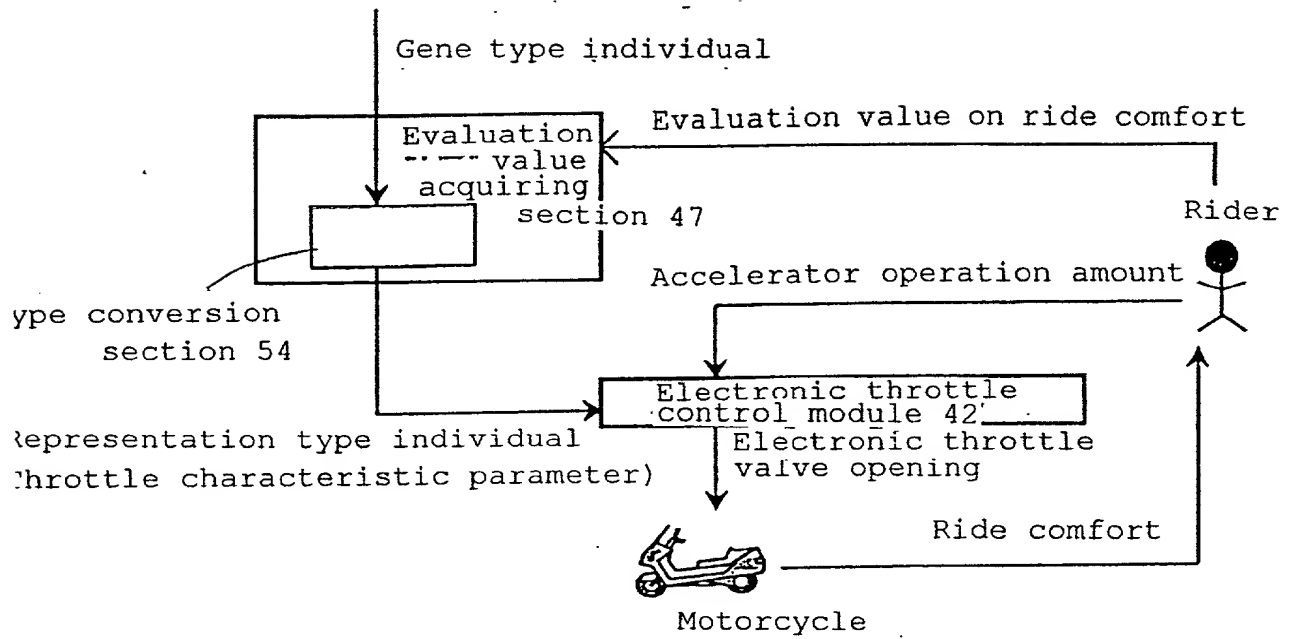 Gene type individual
Evaluation value on ride comfort
Evaluation
value
acquiring
section 47
Rider
Accelerator operation amount
ype conversion
section 54
Electronic throttle
control module 42
Representation type individual
Electronic throttle
valve opening
hrottle characteristic parameter)
Ride comfort
Motorcycle